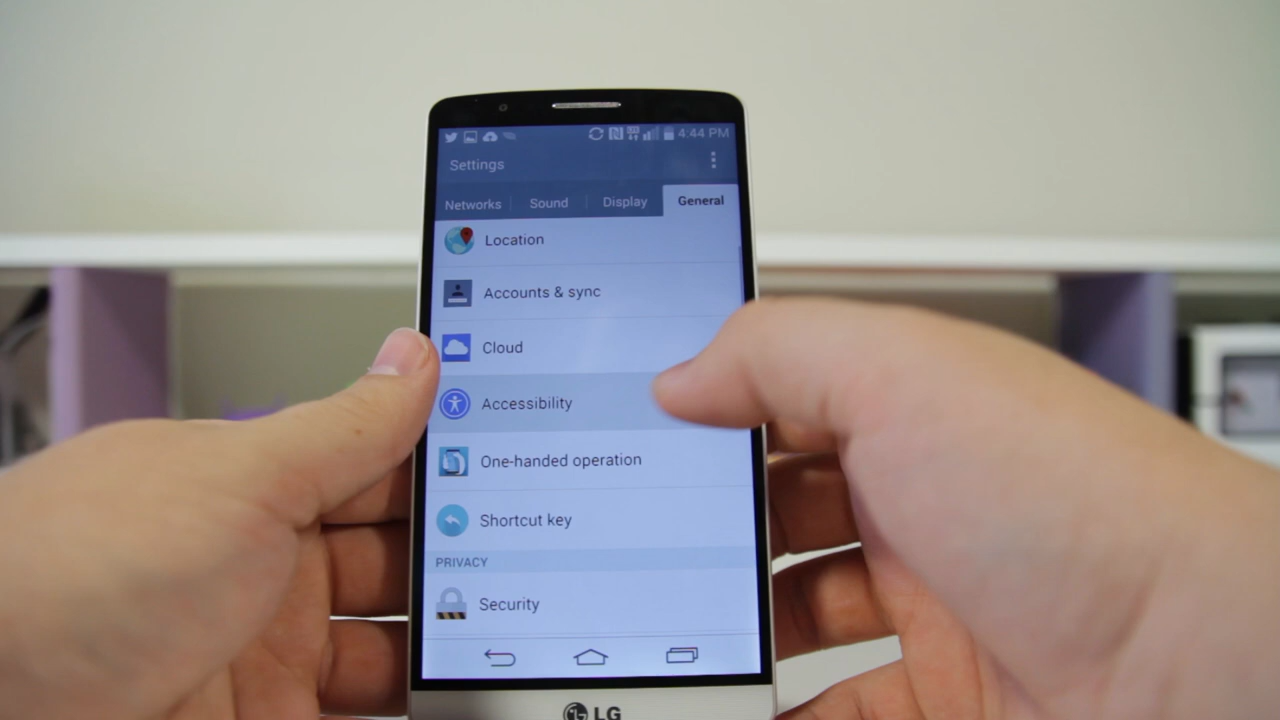 4:44 PM
Settings
Networks Sound Display General
Location
Accounts & sync
Cloud
Accessibility
One-handed operation
Shortcut key
PRIVACY
Security
LG